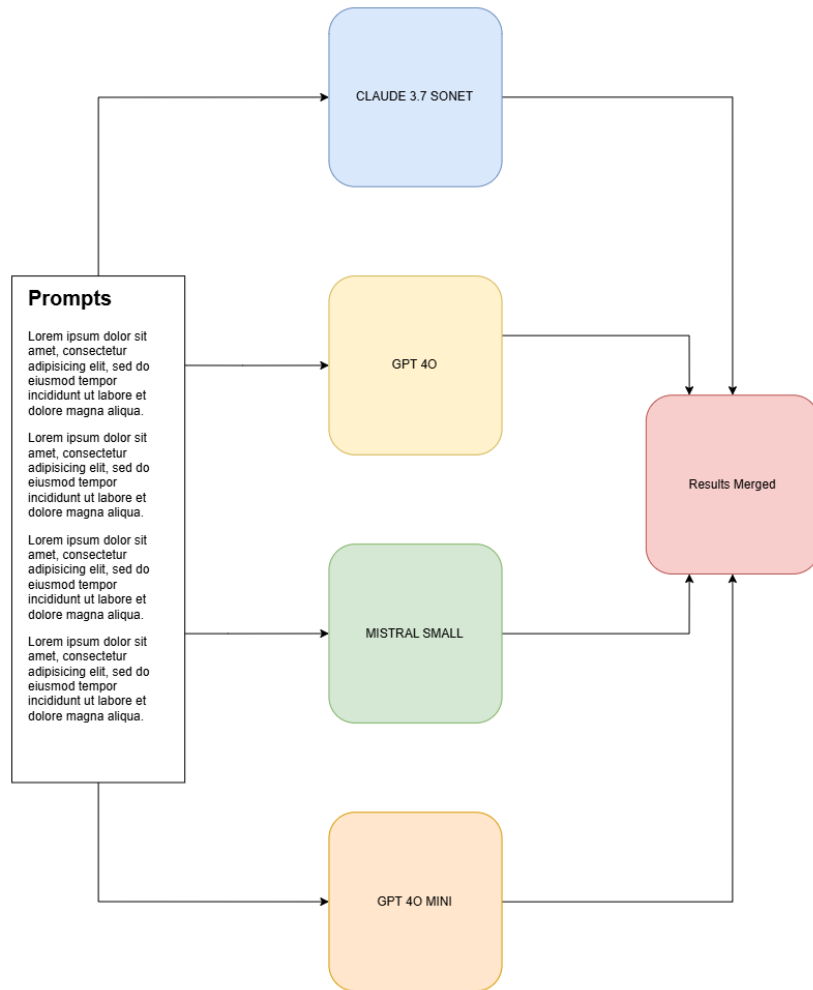 CLAUDE 3.7 SONET
Prompts
Lorem ipsum dolor sit
amet, consectetur
adipisicing elit, sed do
eiusmod tempor
incididunt ut labore et
dolore magna aliqua.
Lorem ipsum dolor sit
amet, consectetur
adipisicing elit, sed do
eiusmod tempor
incididunt ut labore et
dolore magna aliqua.
Lorem ipsum dolor sit
amet, consectetur
adipisicing elit, sed do
eiusmod tempor
incididunt ut labore et
dolore magna aliqua.
Lorem ipsum dolor sit
amet, consectetur
adipisicing elit, sed do
eiusmod tempor
incididunt ut labore et
dolore magna aliqua.
GPT 4O
MISTRAL SMALL
GPT 4O MINI
Results Merged